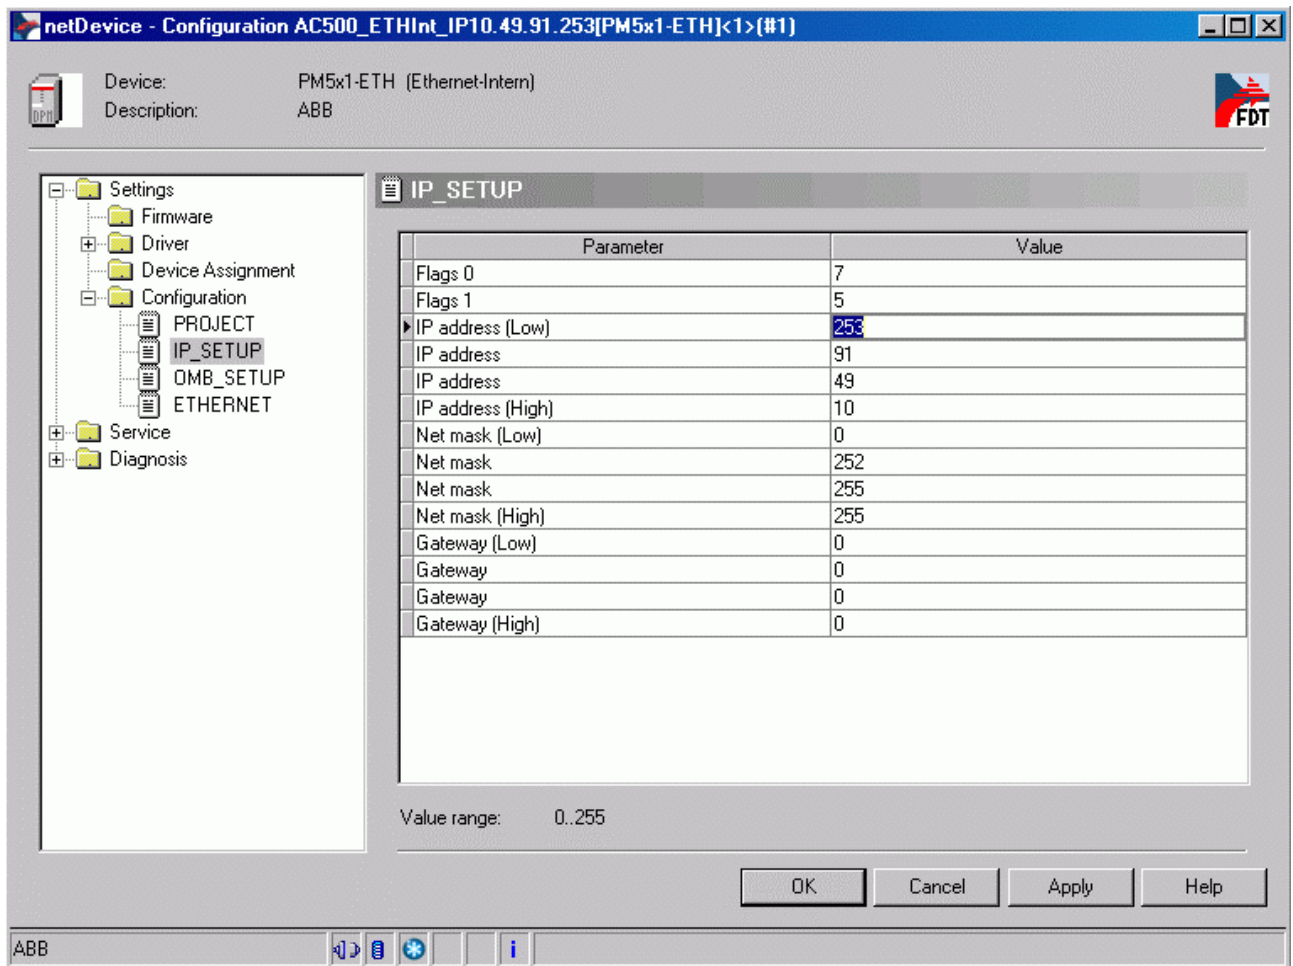 netDevice - Configuration AC500_ETHInt_IP10.49.91.253[PM5x1-ETH]<1>(#1)
Device: PM5x1-ETH (Ethernet-Intern)
Description: ABB
DPM
FDT
Settings
Firmware
Driver
Device Assignment
Configuration
PROJECT
IP_SETUP
OMB_SETUP
ETHERNET
Service
Diagnosis
IP_SETUP
Parameter Value
Flags 0 7
Flags 1 5
IP address (Low) 253
IP address 91
IP address 49
IP address (High) 10
Net mask (Low) 0
Net mask 252
Net mask 255
Net mask (High) 255
Gateway (Low) 0
Gateway 0
Gateway 0
Gateway (High) 0
Value range: 0..255
OK Cancel Apply Help
ABB